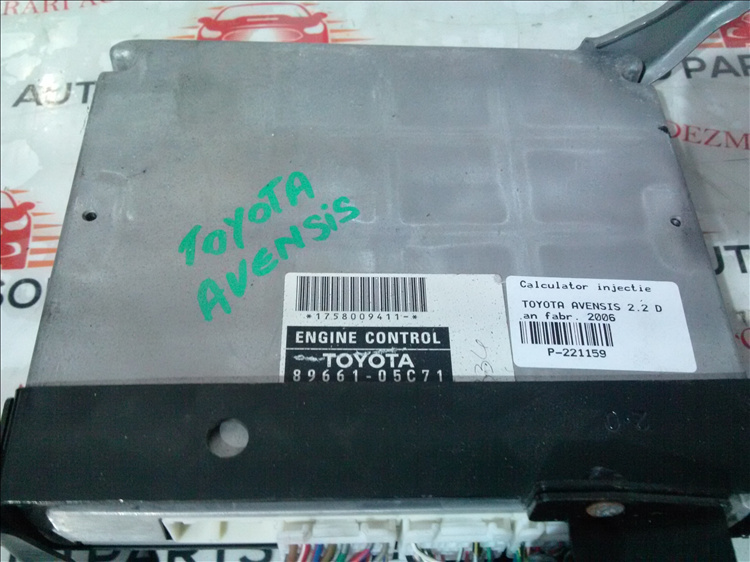 TOYOTA
AVENSIS
*1758009411-*
ENGINE CONTROL
TOYOTA
89661-05C71
Calculator injectie
TOYOTA AVENSIS 2.2 D
an fabr. 2006
P-221159